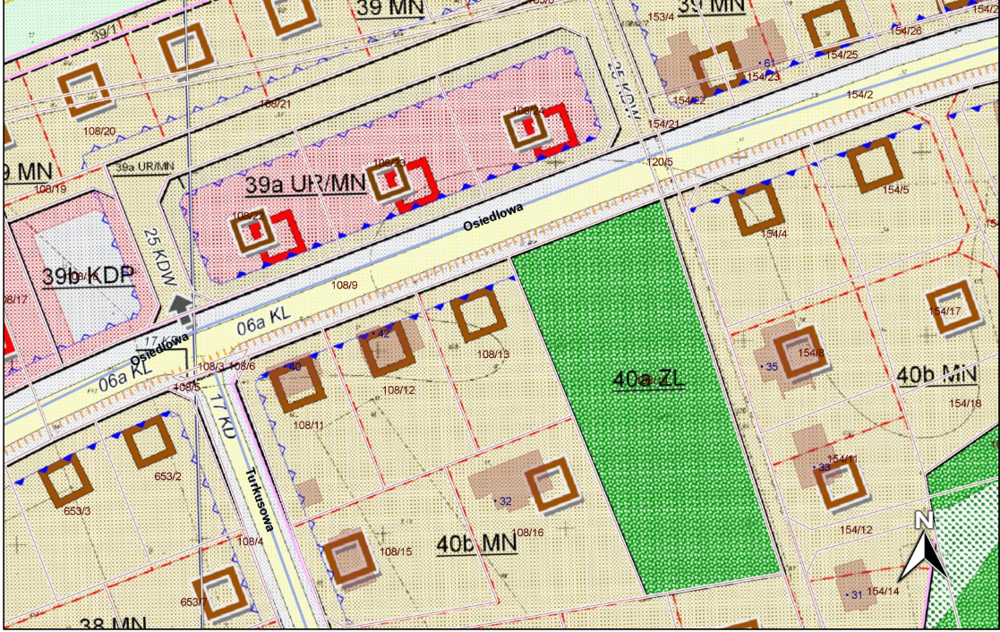 39 MN
39 MN
39/1
153/4
154/26
154/25
61
154/23
154/22
154/2
154/21
25 KDW
108/20
108/21
108/24
120/5
9 MN
39a UR/MN
108/19
39a UR/MN
108/23
154/5
154/4
Osiedlowa
108/22
25 KDW
39b KDP
08/17
108/9
06a KL
17 KD
Osiedlowa
06a KL
108/3
108/6
108/5
40
42
108/13
108/12
108/11
40a ZL
154/17
154/8
35
40b MN
154/18
17 KD
653/2
653/3
Turkusowa
154/11
33
32
108/16
40b MN
108/15
108/4
154/12
N
31
154/14
653/7
38 MN